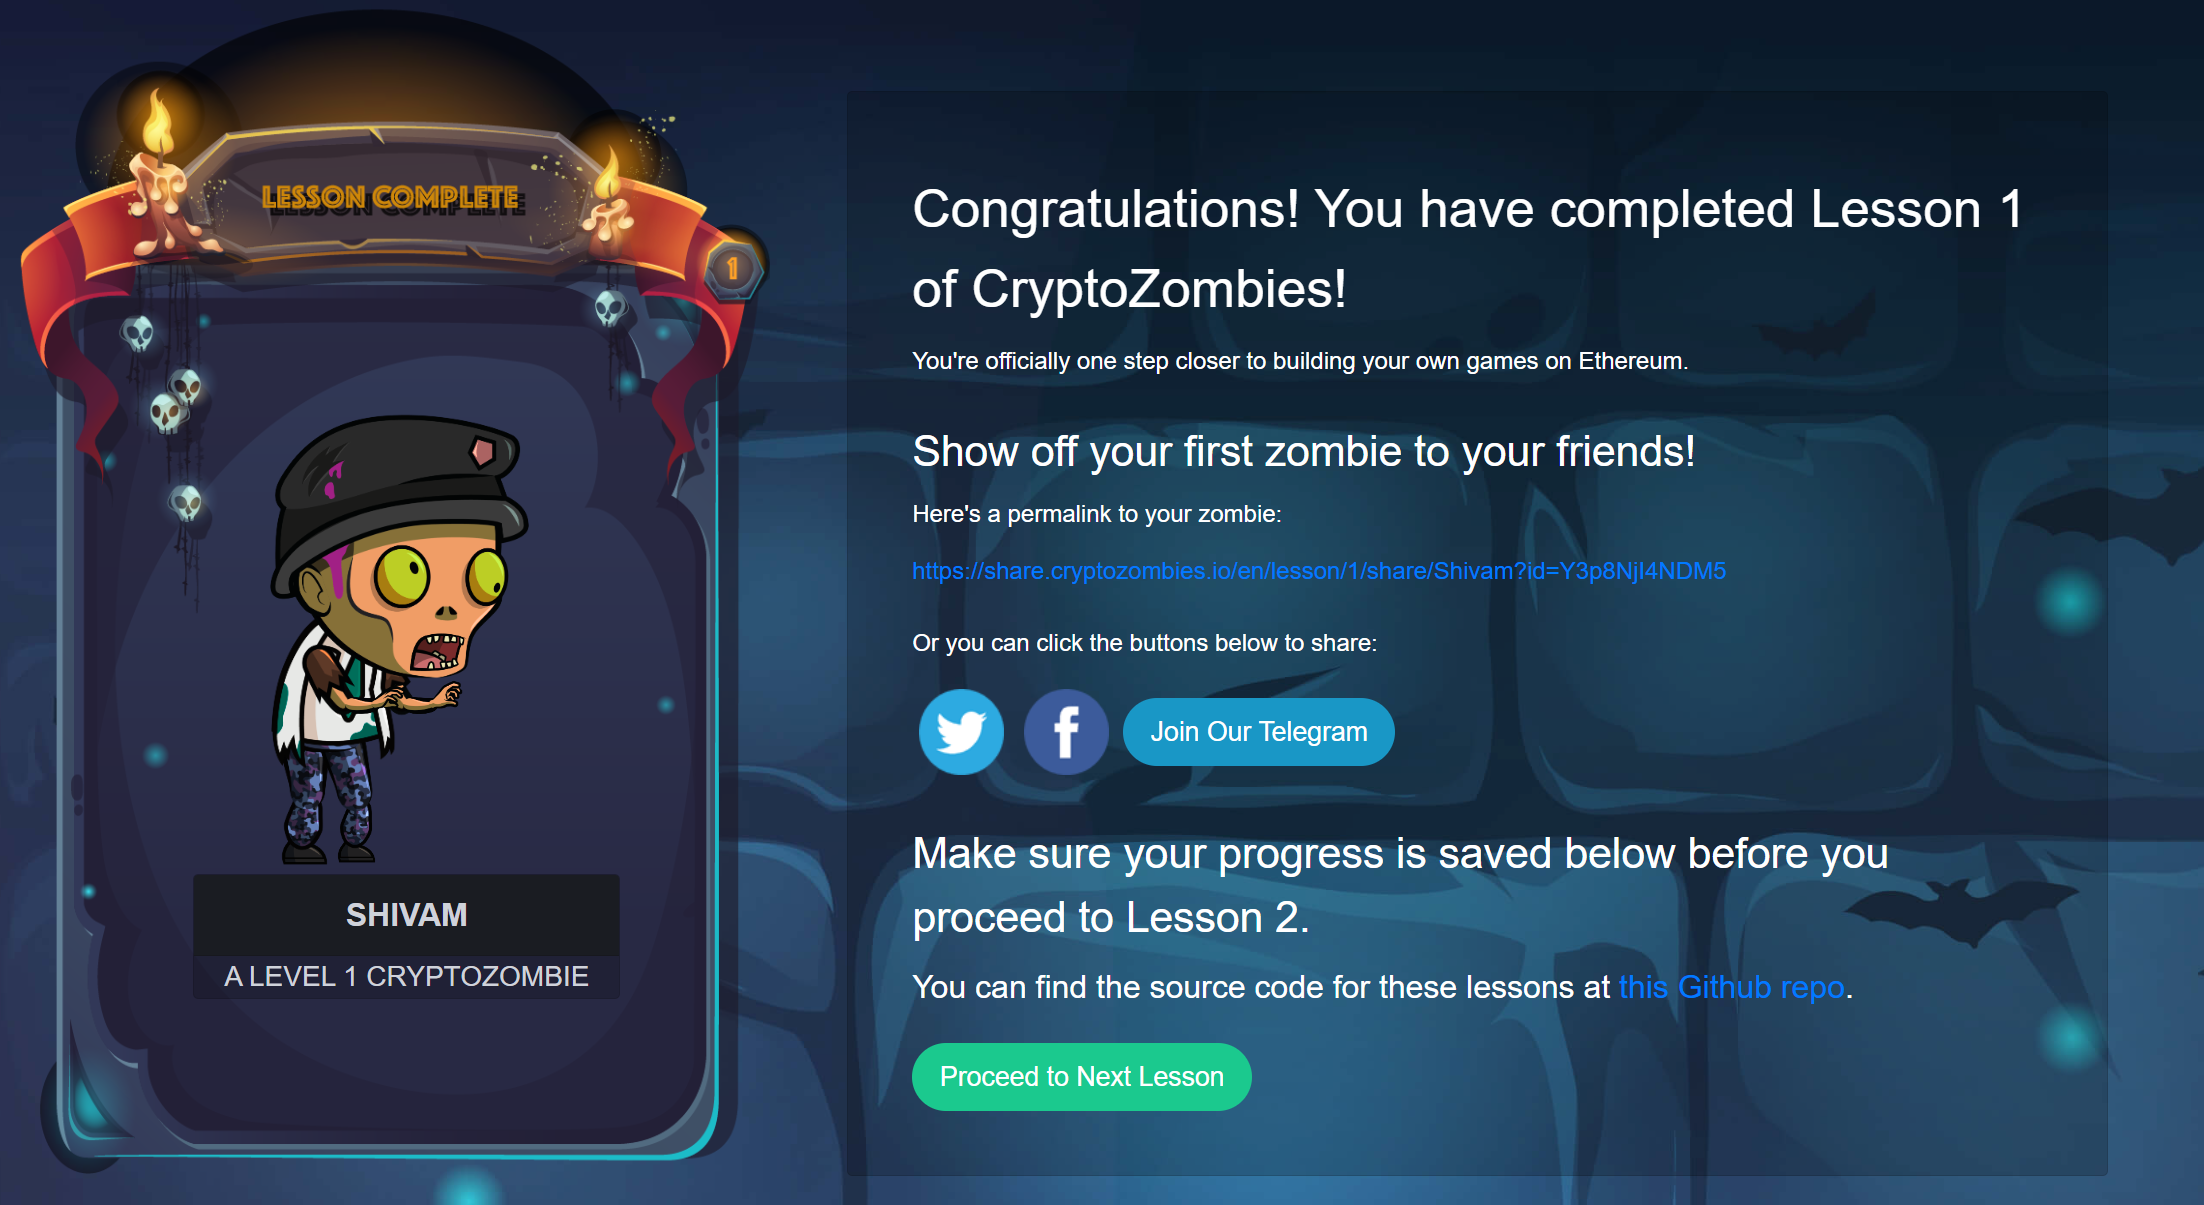 LESSON COMPLETE
1
SHIVAM
A LEVEL 1 CRYPTOZOMBIE
Congratulations! You have completed Lesson 1
of CryptoZombies!
You're officially one step closer to building your own games on Ethereum.
Show off your first zombie to your friends!
Here's a permalink to your zombie:
https://share.cryptozombies.io/en/lesson/1/share/Shivam?id=Y3p8NjI4NDM5
Or you can click the buttons below to share:
Join Our Telegram
Make sure your progress is saved below before you
proceed to Lesson 2.
You can find the source code for these lessons at this Github repo.
Proceed to Next Lesson